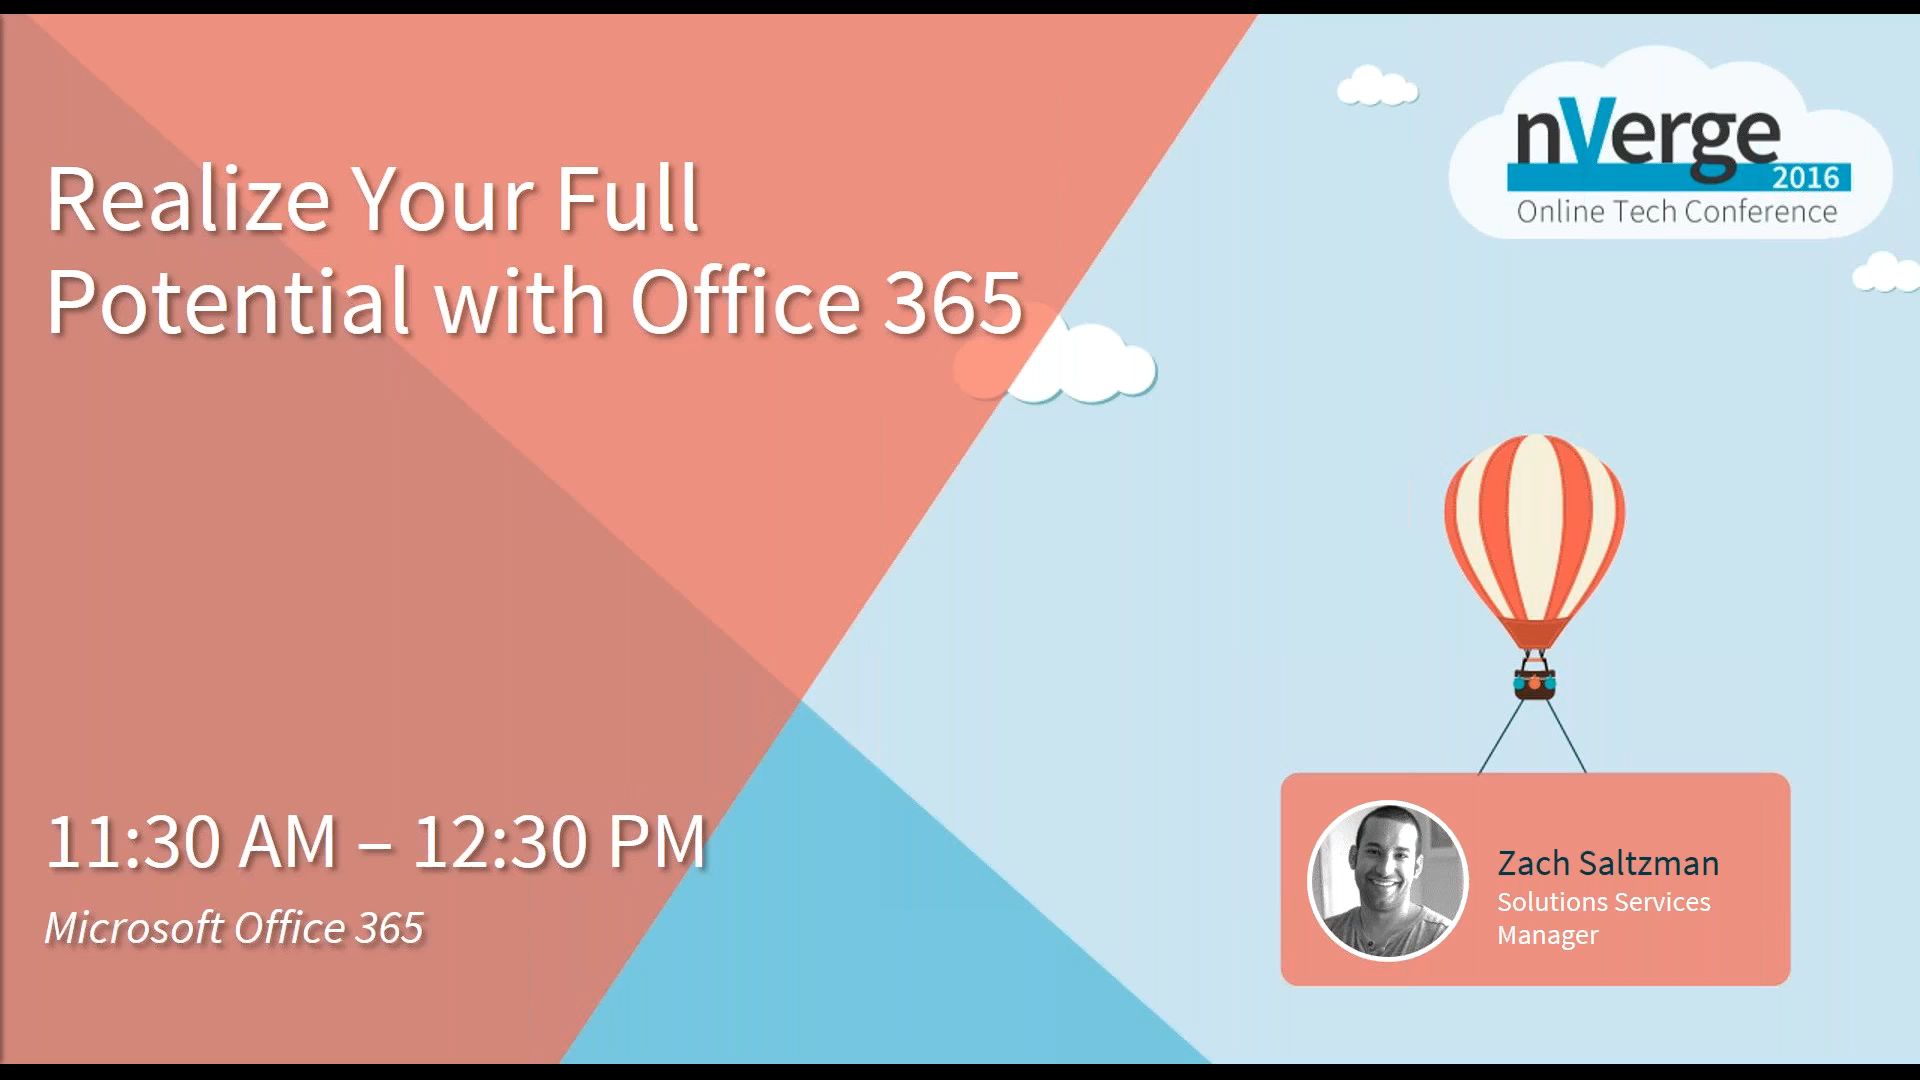 Realize Your Full
Potential with Office 365
nVerge
2016
Online Tech Conference
11:30 AM – 12:30 PM
Microsoft Office 365
Zach Saltzman
Solutions Services
Manager